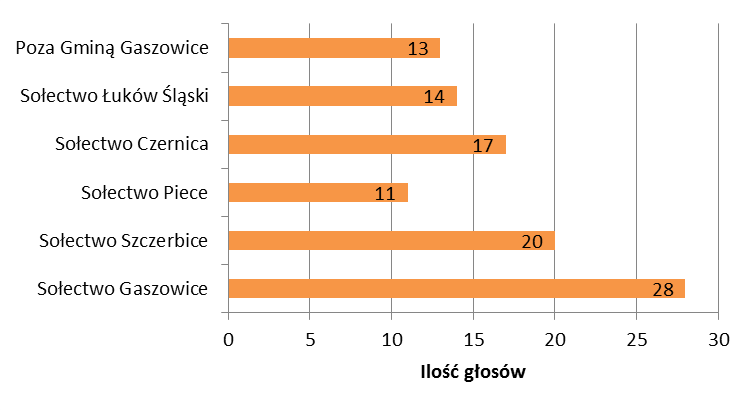 Poza Gminą Gaszowice 13
Sołectwo Łuków Śląski 14
Sołectwo Czernica 17
Sołectwo Piece 11
Sołectwo Szczerbice 20
Sołectwo Gaszowice 28
0 5 10 15 20 25 30
Ilość głosów